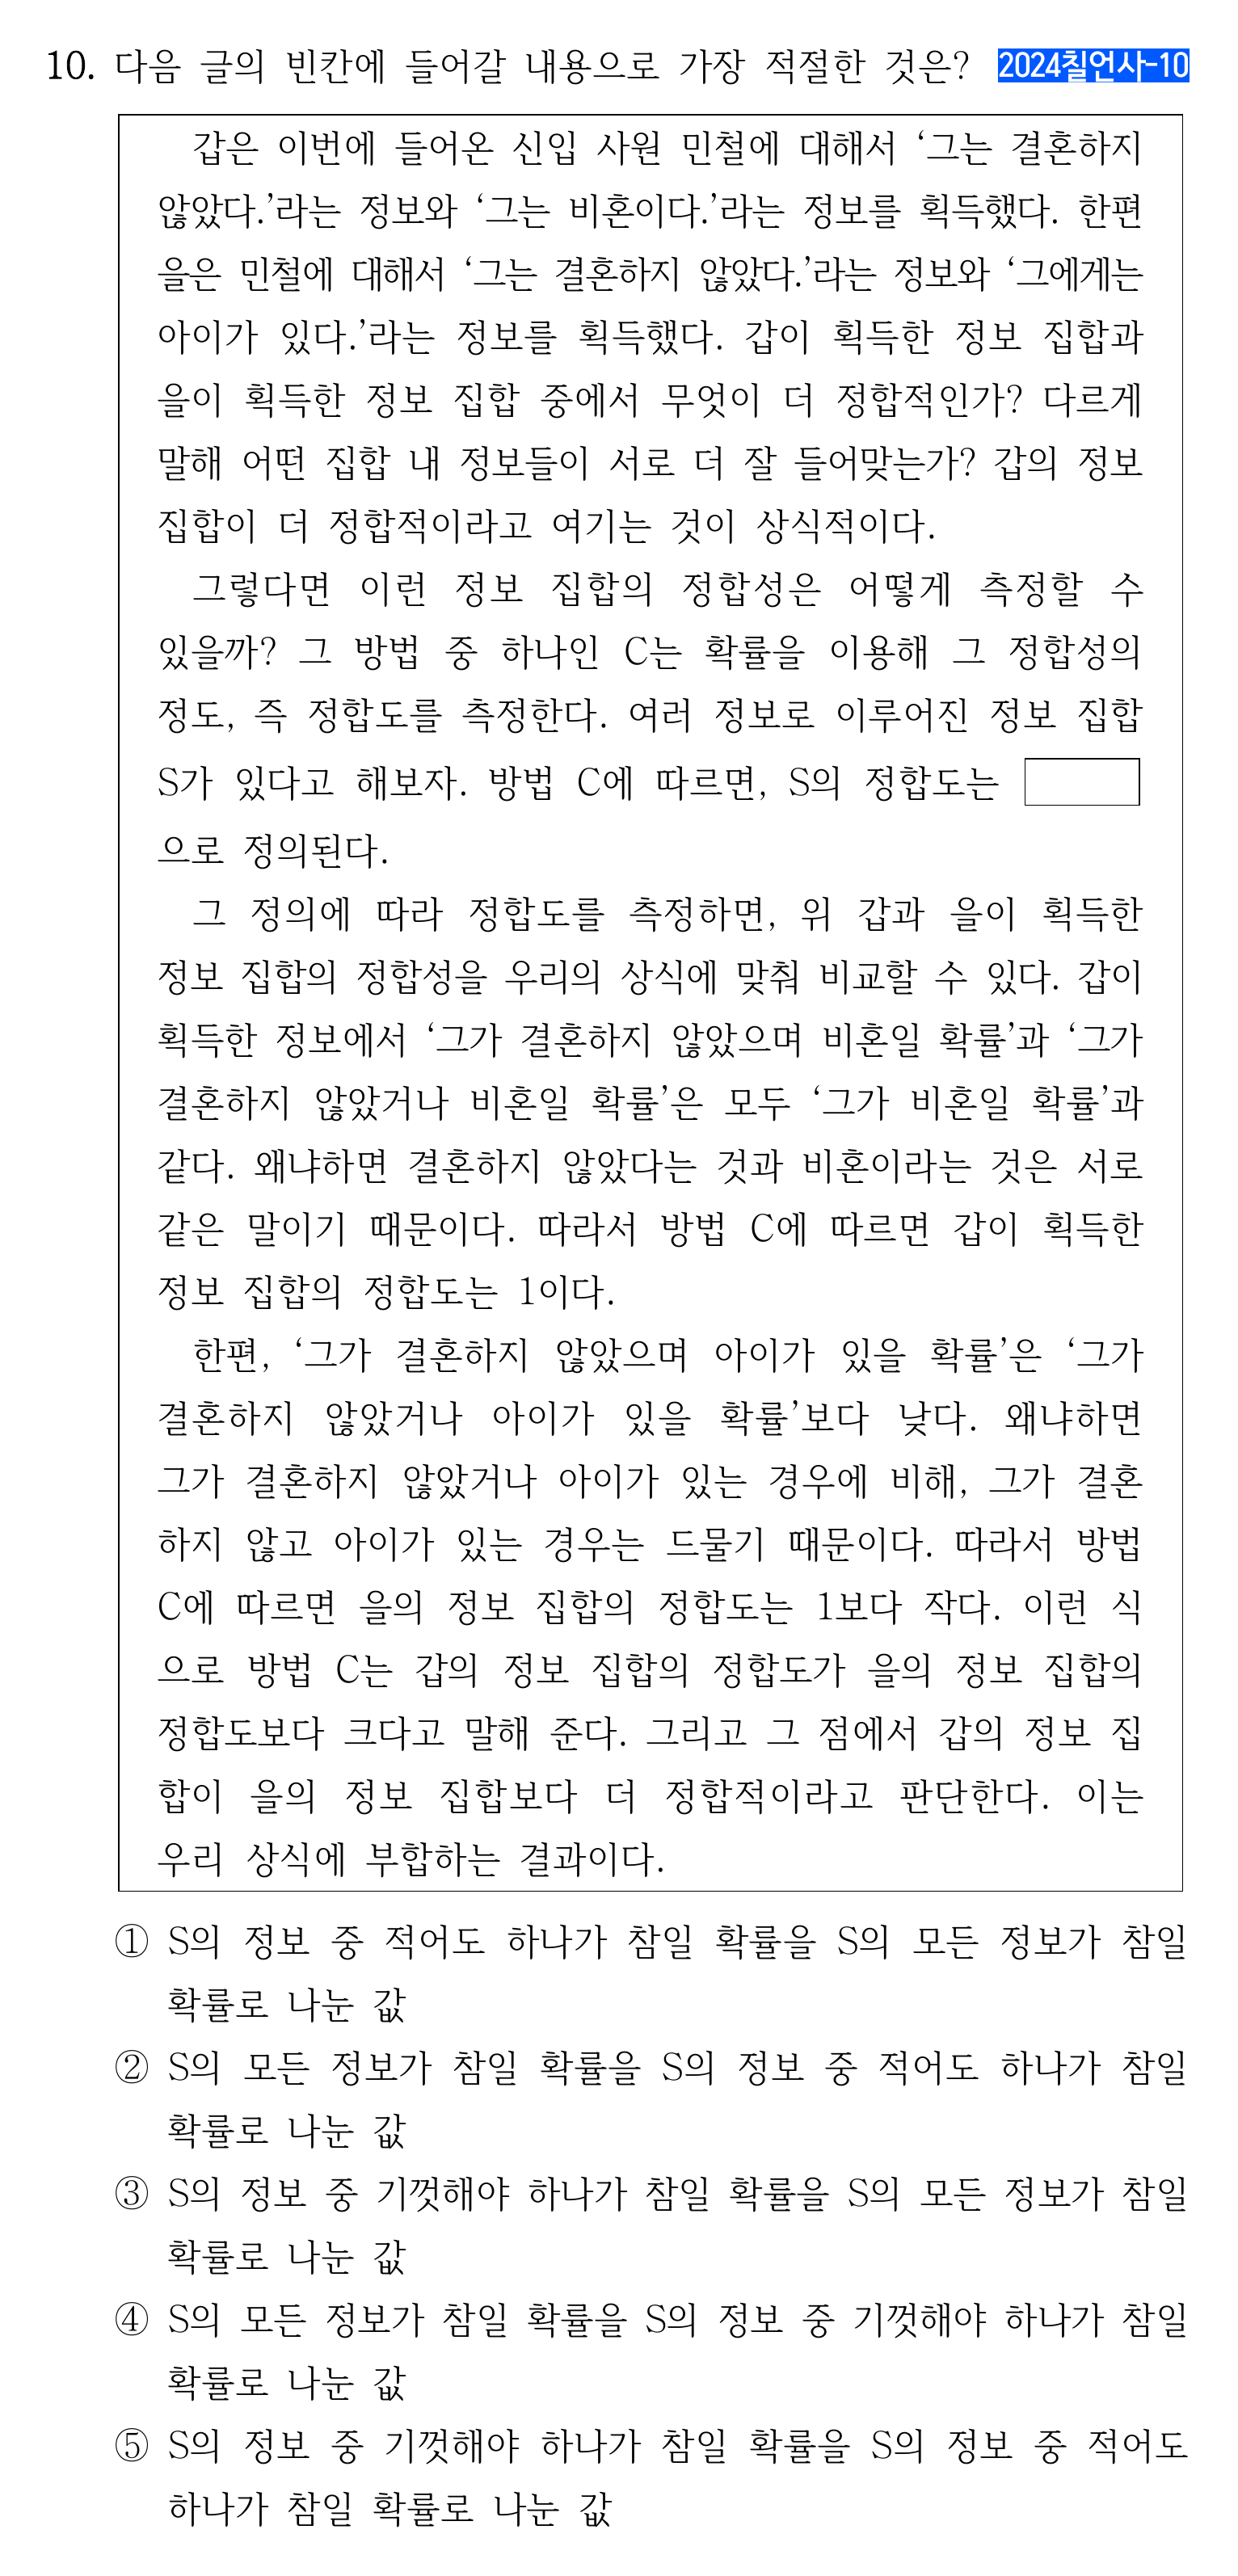 10. 다음 글의 빈칸에 들어갈 내용으로 가장 적절한 것은? 2024칠언사-10
갑은 이번에 들어온 신입 사원 민철에 대해서 ‘그는 결혼하지
않았다.’라는 정보와 ‘그는 비혼이다.’라는 정보를 획득했다. 한편
을은 민철에 대해서 ‘그는 결혼하지 않았다.’라는 정보와 ‘그에게는
아이가 있다.’라는 정보를 획득했다. 갑이 획득한 정보 집합과
을이 획득한 정보 집합 중에서 무엇이 더 정합적인가? 다르게
말해 어떤 집합 내 정보들이 서로 더 잘 들어맞는가? 갑의 정보
집합이 더 정합적이라고 여기는 것이 상식적이다.
그렇다면 이런 정보 집합의 정합성은 어떻게 측정할 수
있을까? 그 방법 중 하나인 C는 확률을 이용해 그 정합성의
정도, 즉 정합도를 측정한다. 여러 정보로 이루어진 정보 집합
S가 있다고 해보자. 방법 C에 따르면, S의 정합도는
으로 정의된다.
그 정의에 따라 정합도를 측정하면, 위 갑과 을이 획득한
정보 집합의 정합성을 우리의 상식에 맞춰 비교할 수 있다. 갑이
획득한 정보에서 ‘그가 결혼하지 않았으며 비혼일 확률’과 ‘그가
결혼하지 않았거나 비혼일 확률’은 모두 ‘그가 비혼일 확률’과
같다. 왜냐하면 결혼하지 않았다는 것과 비혼이라는 것은 서로
같은 말이기 때문이다. 따라서 방법 C에 따르면 갑이 획득한
정보 집합의 정합도는 1이다.
한편, ‘그가 결혼하지 않았으며 아이가 있을 확률’은 ‘그가
결혼하지 않았거나 아이가 있을 확률’보다 낮다. 왜냐하면
그가 결혼하지 않았거나 아이가 있는 경우에 비해, 그가 결혼
하지 않고 아이가 있는 경우는 드물기 때문이다. 따라서 방법
C에 따르면 을의 정보 집합의 정합도는 1보다 작다. 이런 식
으로 방법 C는 갑의 정보 집합의 정합도가 을의 정보 집합의
정합도보다 크다고 말해 준다. 그리고 그 점에서 갑의 정보 집
합이 을의 정보 집합보다 더 정합적이라고 판단한다. 이는
우리 상식에 부합하는 결과이다.
① S의 정보 중 적어도 하나가 참일 확률을 S의 모든 정보가 참일
확률로 나눈 값
② S의 모든 정보가 참일 확률을 S의 정보 중 적어도 하나가 참일
확률로 나눈 값
③ S의 정보 중 기껏해야 하나가 참일 확률을 S의 모든 정보가 참일
확률로 나눈 값
④ S의 모든 정보가 참일 확률을 S의 정보 중 기껏해야 하나가 참일
확률로 나눈 값
⑤ S의 정보 중 기껏해야 하나가 참일 확률을 S의 정보 중 적어도
하나가 참일 확률로 나눈 값